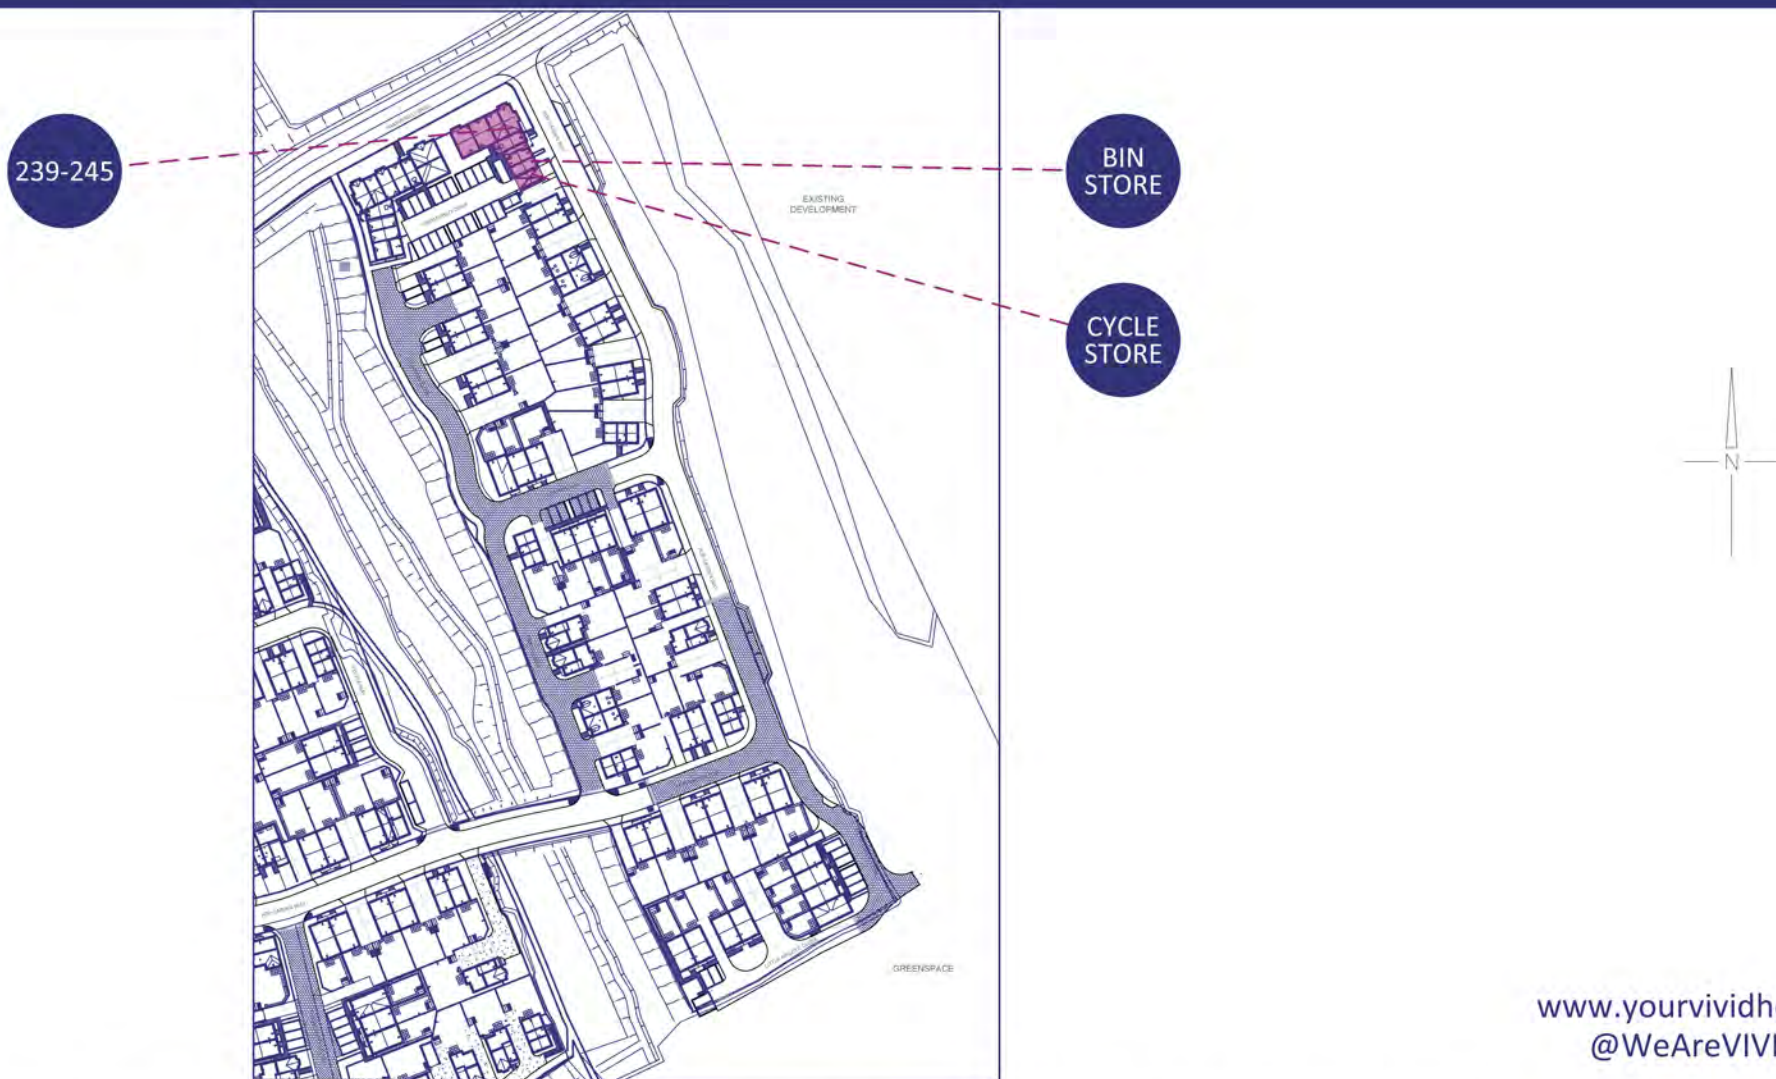 239-245
BIN
STORE
CYCLE
STORE
EXISTING
DEVELOPMENT
N
GREENSPACE
www.yourvividh
@WeAreVIVI